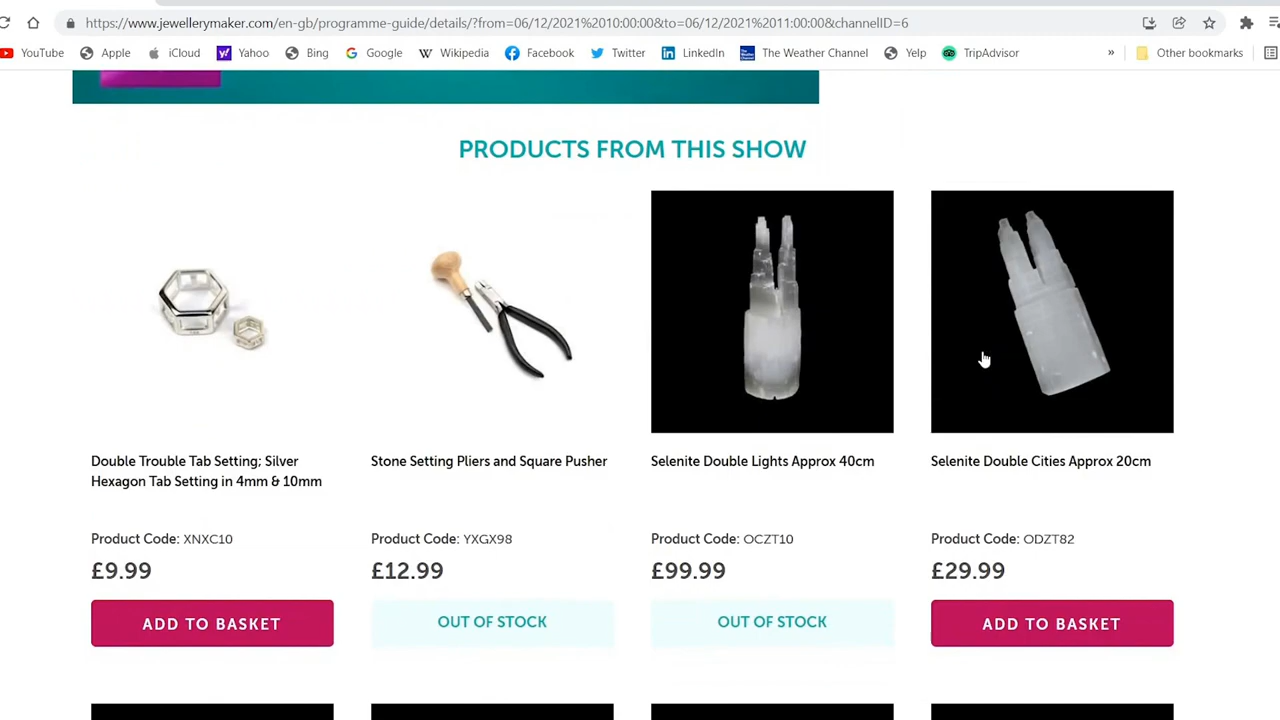 https://www.jewellerymaker.com/en-gb/programme-guide/details/?from=06/12/2021%2010:00:00&to=06/12/2021%2011:00:00&channelID=6
YouTube Apple iCloud Yahoo Bing Google Wikipedia Facebook Twitter LinkedIn The Weather Channel Yelp TripAdvisor » Other bookmarks
PRODUCTS FROM THIS SHOW
Double Trouble Tab Setting; Silver
Hexagon Tab Setting in 4mm & 10mm
Product Code: XNXC10
£9.99
ADD TO BASKET
Stone Setting Pliers and Square Pusher
Product Code: YXGX98
£12.99
OUT OF STOCK
Selenite Double Lights Approx 40cm
Product Code: OCZT10
£99.99
OUT OF STOCK
Selenite Double Cities Approx 20cm
Product Code: ODZT82
£29.99
ADD TO BASKET